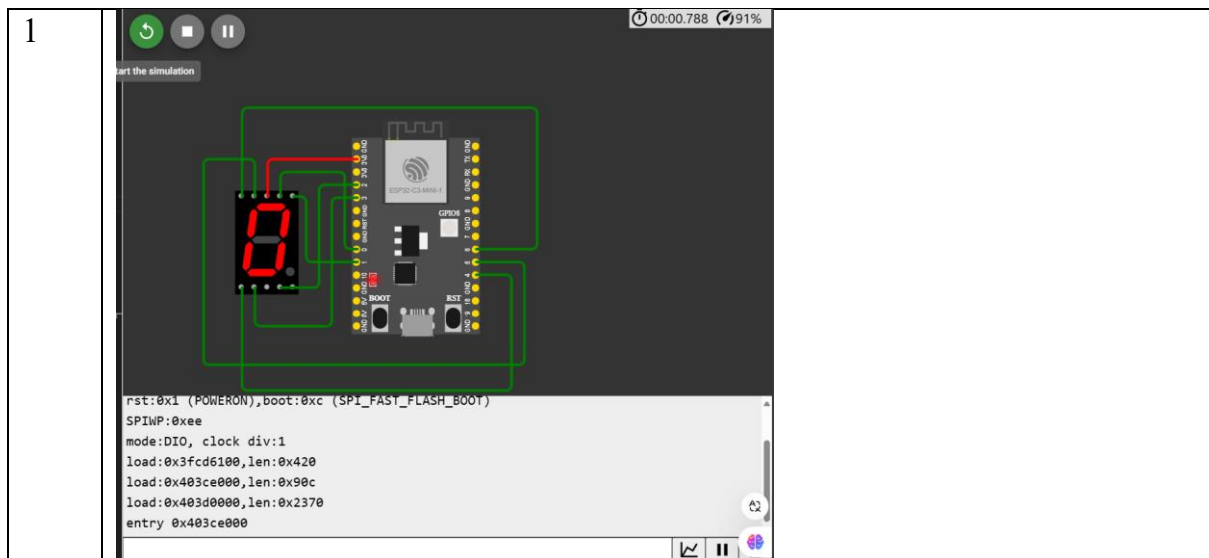 1
00:00.788 91%
tart the simulation
ESP32-C3-MINI-1
GPIO8
BOOT
RST
rst:0x1 (POWERON),boot:0xc (SPI_FAST_FLASH_BOOT)
SPIWP:0xee
mode:DIO, clock div:1
load:0x3fcd6100,len:0x420
load:0x403ce000,len:0x90c
load:0x403d0000,len:0x2370
entry 0x403ce000